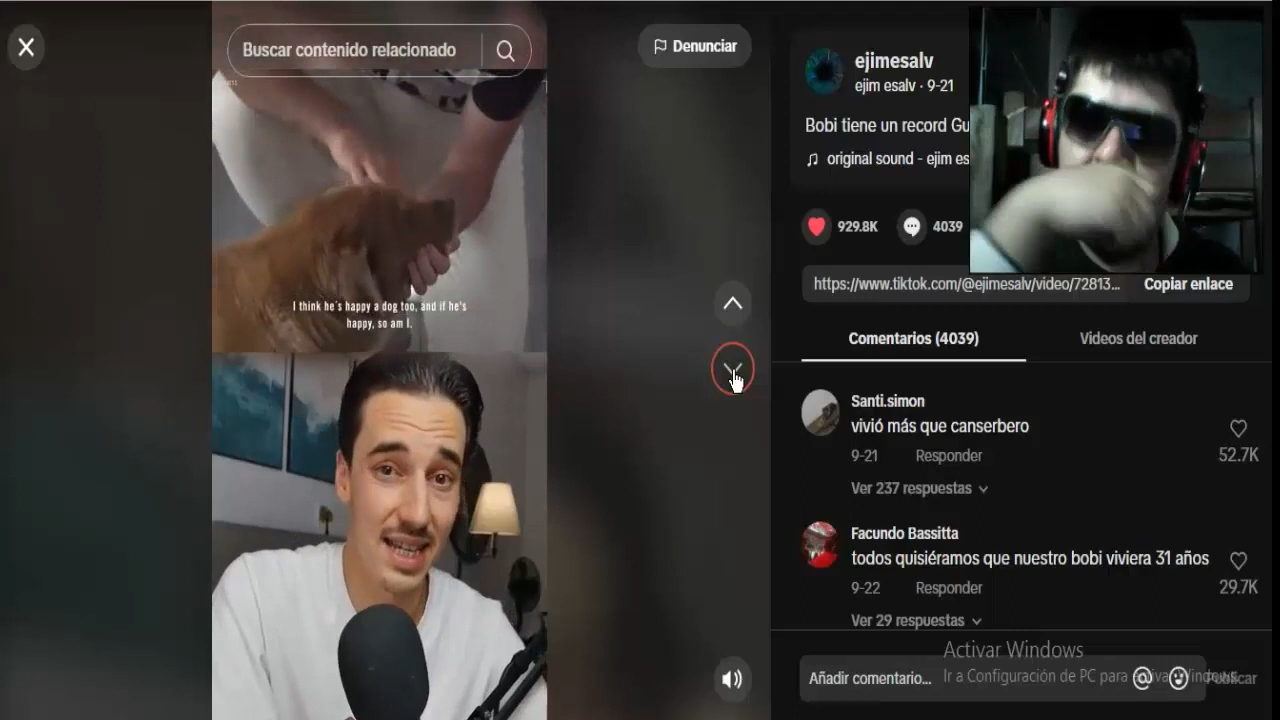 Buscar contenido relacionado
Denunciar
I think he's happy a dog too, and if he's
happy, so am I.
ejimesalv
ejim esalv · 9-21
Bobi tiene un record Gu
original sound - ejim es
929.8K
4039
https://www.tiktok.com/@ejimesalv/video/72813...
Copiar enlace
Comentarios (4039)
Videos del creador
Santi.simon
vivió más que canserbero
9-21 Responder
52.7K
Ver 237 respuestas
Facundo Bassitta
todos quisiéramos que nuestro bobi viviera 31 años
9-22 Responder
29.7K
Ver 29 respuestas
Activar Windows
Ir a Configuración de PC para activar Windows.
Añadir comentario...
Publicar